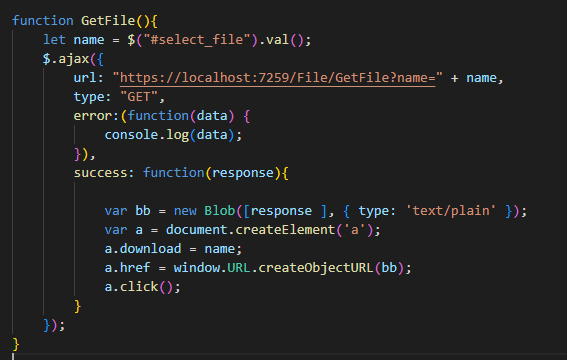 function GetFile(){
    let name = $("#select_file").val();
    $.ajax({
        url: "https://localhost:7259/File/GetFile?name=" + name,
        type: "GET",
        error:(function(data) {
            console.log(data);
        }),
        success: function(response){
            var bb = new Blob([response ], { type: 'text/plain' });
            var a = document.createElement('a');
            a.download = name;
            a.href = window.URL.createObjectURL(bb);
            a.click();
        }
    });
}